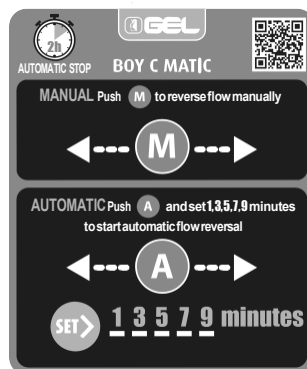 GEL
2h
AUTOMATIC STOP
BOY C MATIC
MANUAL Push M to reverse flow manually
M
AUTOMATIC Push A and set 1,3,5,7,9 minutes
to start automatic flow reversal
A
SET> 1 3 5 7 9 minutes